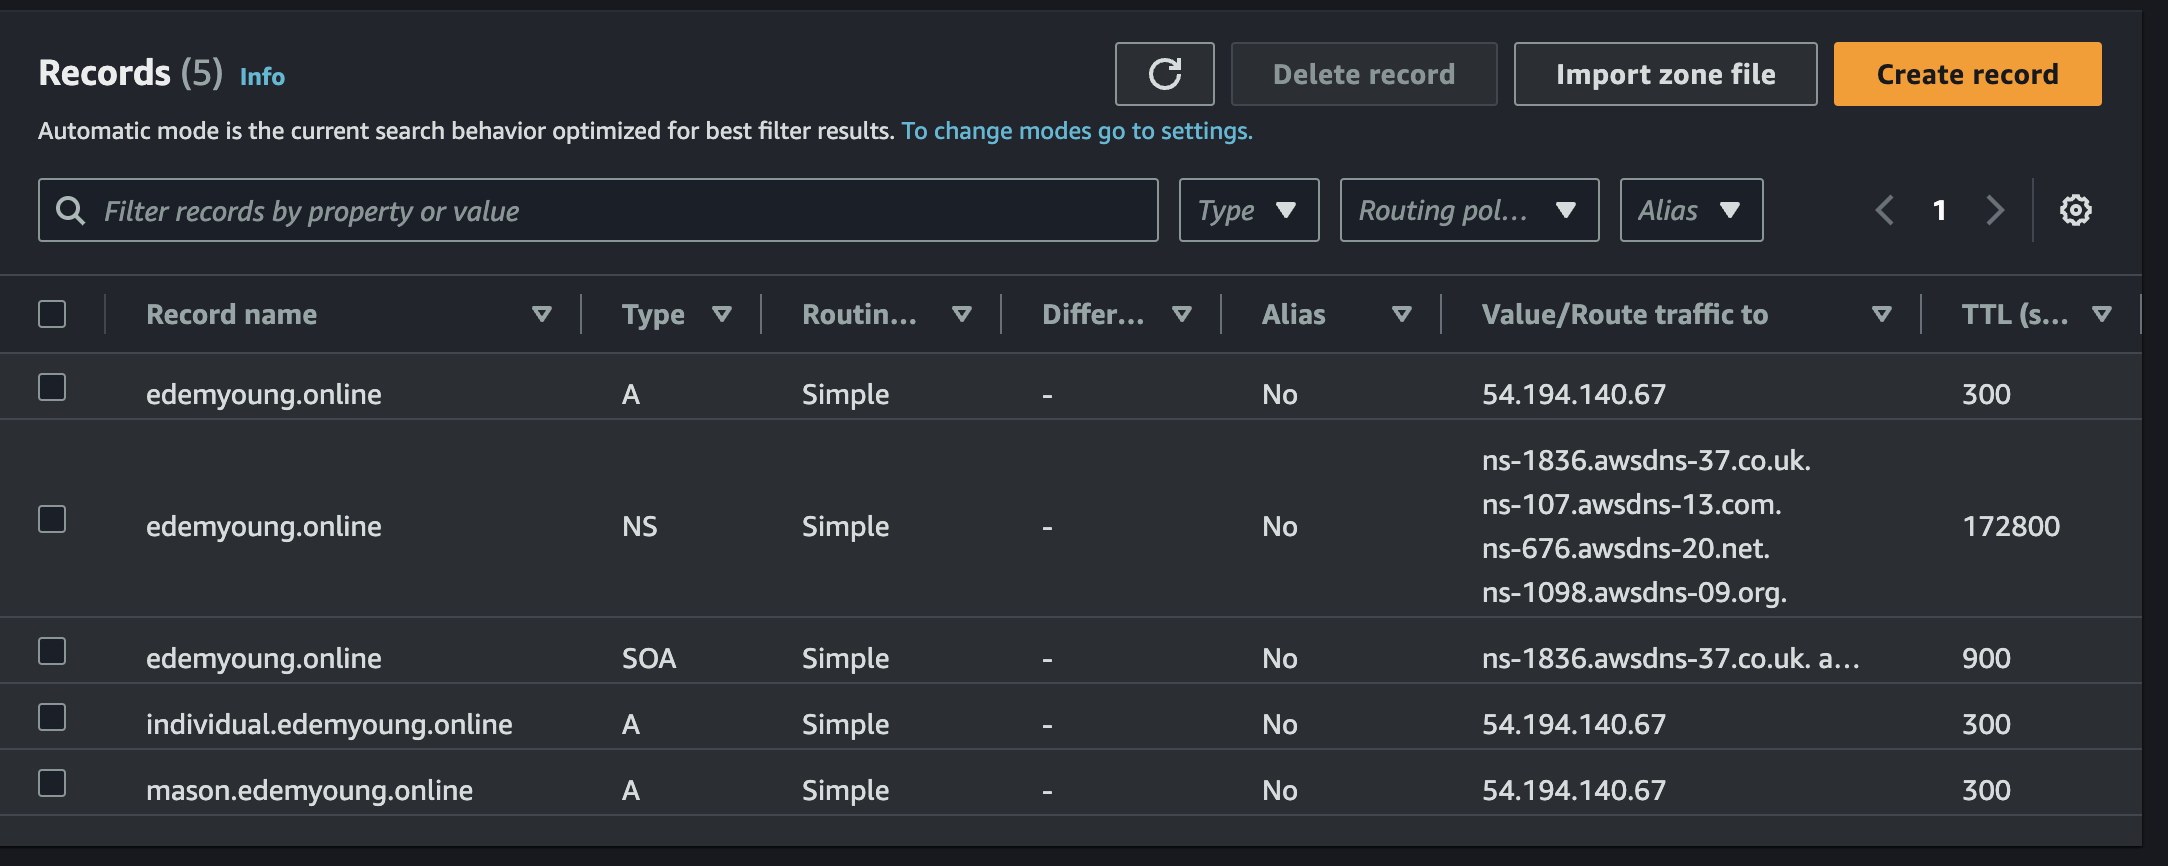 Records (5) Info
Delete record
Import zone file
Create record
Automatic mode is the current search behavior optimized for best filter results. To change modes go to settings.
Filter records by property or value
Type
Routing pol...
Alias
1
Record name Type Routin... Differ... Alias Value/Route traffic to TTL (s...
edemyoung.online A Simple - No 54.194.140.67 300
edemyoung.online NS Simple - No ns-1836.awsdns-37.co.uk.
ns-107.awsdns-13.com.
ns-676.awsdns-20.net.
ns-1098.awsdns-09.org.
172800
edemyoung.online SOA Simple - No ns-1836.awsdns-37.co.uk. a... 900
individual.edemyoung.online A Simple - No 54.194.140.67 300
mason.edemyoung.online A Simple - No 54.194.140.67 300